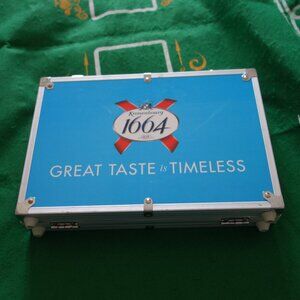 Kronenbourg
1664
GREAT TASTE is TIMELESS